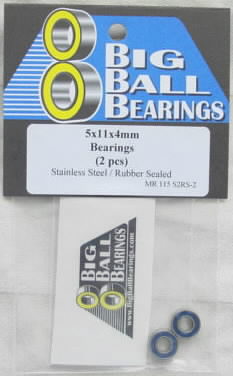 BIG
BALL
BEARINGS
5x11x4mm
Bearings
(2 pcs)
Stainless Steel / Rubber Sealed
MR 115 S2RS-2
BIG
BALL
BEARINGS
www.BigBallBearings.com